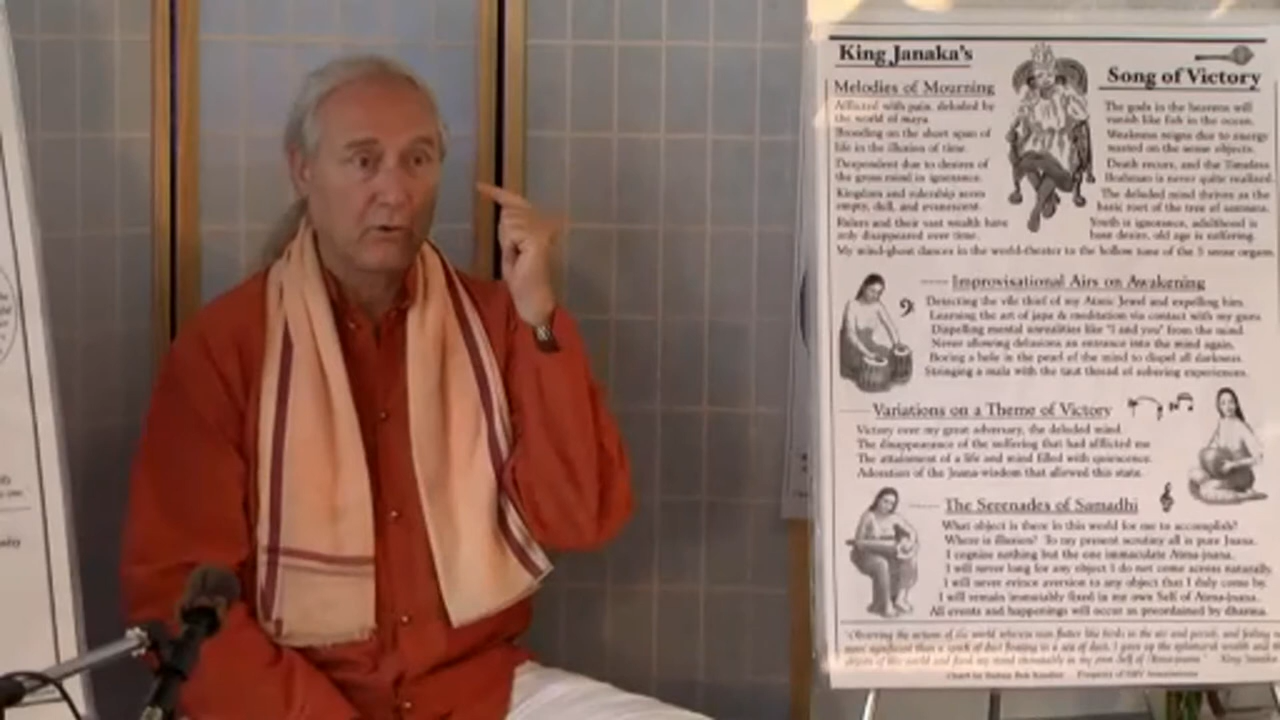 King Janaka's
Song of Victory
Melodies of Mourning
Afflicted with pain, deluded by
the world of maya
Brooding on the short span of
life in the illusion of time.
Despondent due to desires of
the gross mind in ignorance.
Kingdom and rulership seem
empty, dull, and evanescent.
Rulers and their vast wealth have
only disappeared over time.
The gods in the heavens will
vanish like fish in the ocean.
Weakness reigns due to energy
wasted on the sense objects.
Death recurs, and the Timeless
Brahman is never quite realized.
The deluded mind thrives as the
basic root of the tree of samsara.
Youth is ignorance, adulthood is
base desire, old age is suffering.
My mind-ghost dances in the world-theater to the hollow tune of the 5 sense organs.
Improvisational Airs on Awakening
Detecting the vile thief of my Atmic Jewel and expelling him.
Learning the art of japa & meditation via contact with my guru.
Dispelling mental unrealities like "I and you" from the mind.
Never allowing delusions an entrance into the mind again.
Boring a hole in the pearl of the mind to dispel all darkness.
Stringing a mala with the taut thread of sobering experiences.
Variations on a Theme of Victory
Victory over my great adversary, the deluded mind.
The disappearance of the suffering that had afflicted me
The attainment of a life and mind filled with quiescence.
Adoration of the Jnana-wisdom that allowed this state.
The Serenades of Samadhi
What object is there in this world for me to accomplish?
Where is illusion? To my present scrutiny all is pure Jnana.
I cognize nothing but the one immaculate Atma-jnana.
I will never long for any object I do not come across naturally.
I will never evince aversion to any object that I duly come by.
I will remain immutably fixed in my own Self of Atma-jnana.
All events and happenings will occur as preordained by dharma.